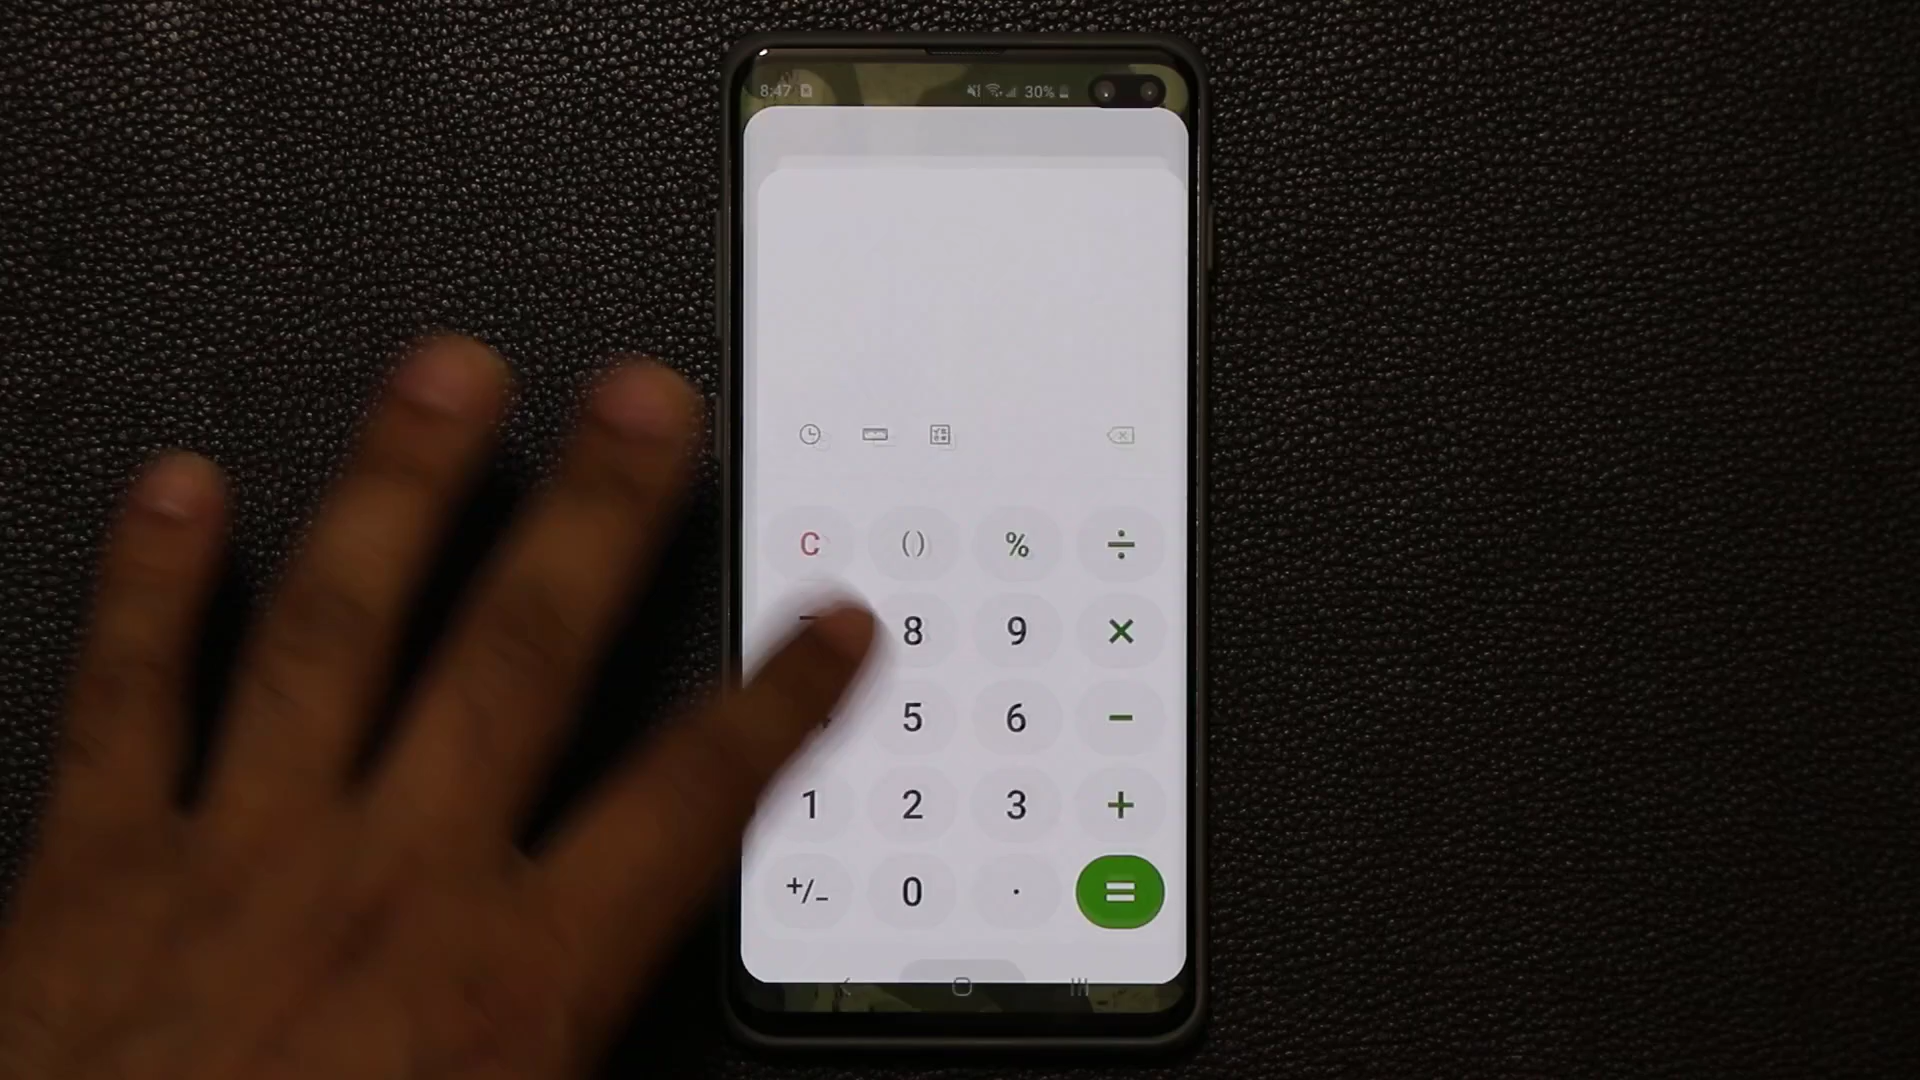 8:47 30%
C () % ÷
8 9 ×
5 6 −
1 2 3 +
+/− 0 . =